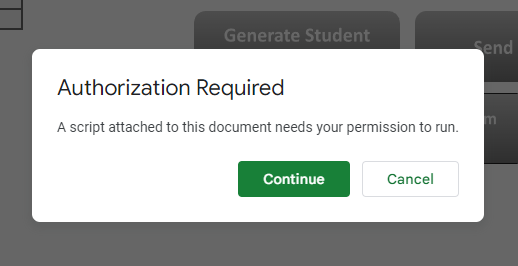 Generate Student
Send
m
Authorization Required
A script attached to this document needs your permission to run.
Continue
Cancel